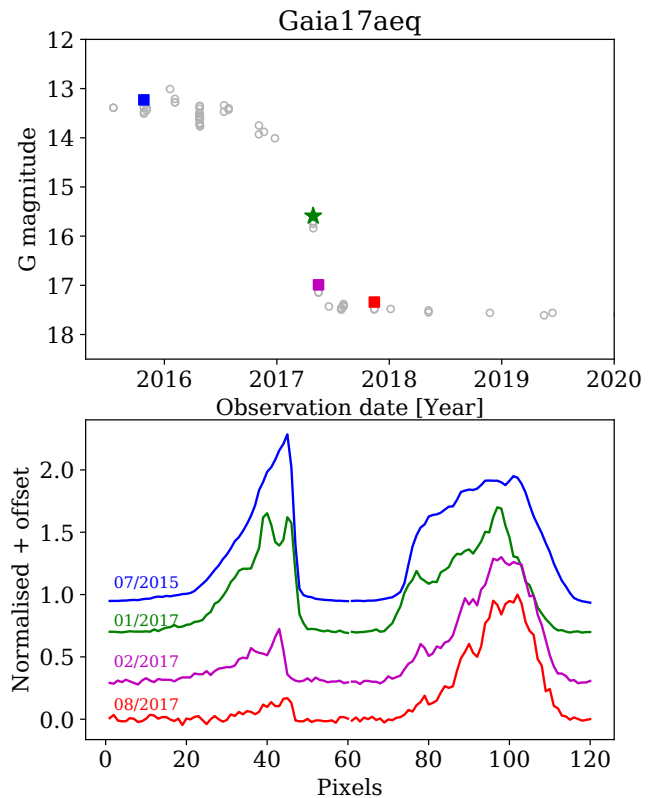 Gaia17aeq
12
13
14
15
16
17
18
G magnitude
2016 2017 2018 2019 2020
Observation date [Year]
2.0
1.5
1.0
0.5
0.0
Normalised + offset
07/2015
01/2017
02/2017
08/2017
0 20 40 60 80 100 120
Pixels